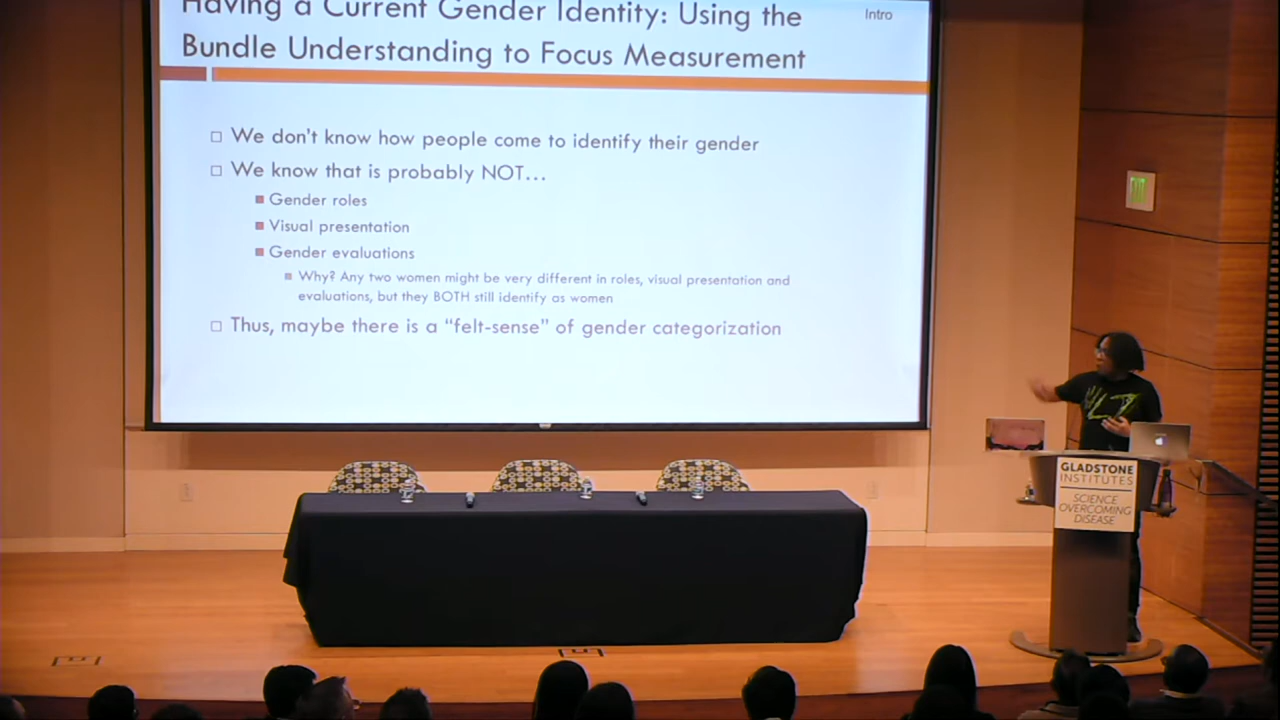 Having a Current Gender Identity: Using the
Intro
Bundle Understanding to Focus Measurement
We don't know how people come to identify their gender
We know that is probably NOT...
Gender roles
Visual presentation
Gender evaluations
Why? Any two women might be very different in roles, visual presentation and
evaluations, but they BOTH still identify as women
Thus, maybe there is a "felt-sense" of gender categorization
GLADSTONE
INSTITUTES
SCIENCE
OVERCOMING
DISEASE